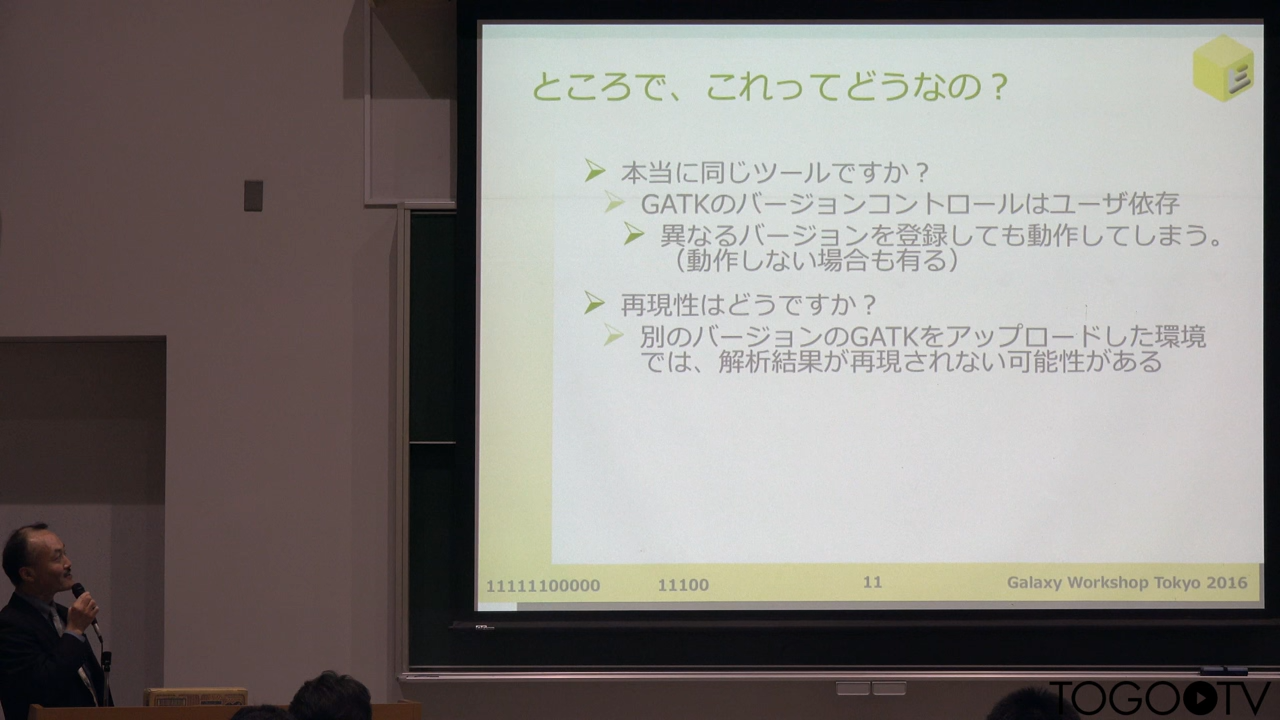 ところで、これってどうなの？
本当に同じツールですか？
GATKのバージョンコントロールはユーザ依存
異なるバージョンを登録しても動作してしまう。
（動作しない場合も有る）
再現性はどうですか？
別のバージョンのGATKをアップロードした環境
では、解析結果が再現されない可能性がある
11111100000 11100 11 Galaxy Workshop Tokyo 2016
TOGOTV